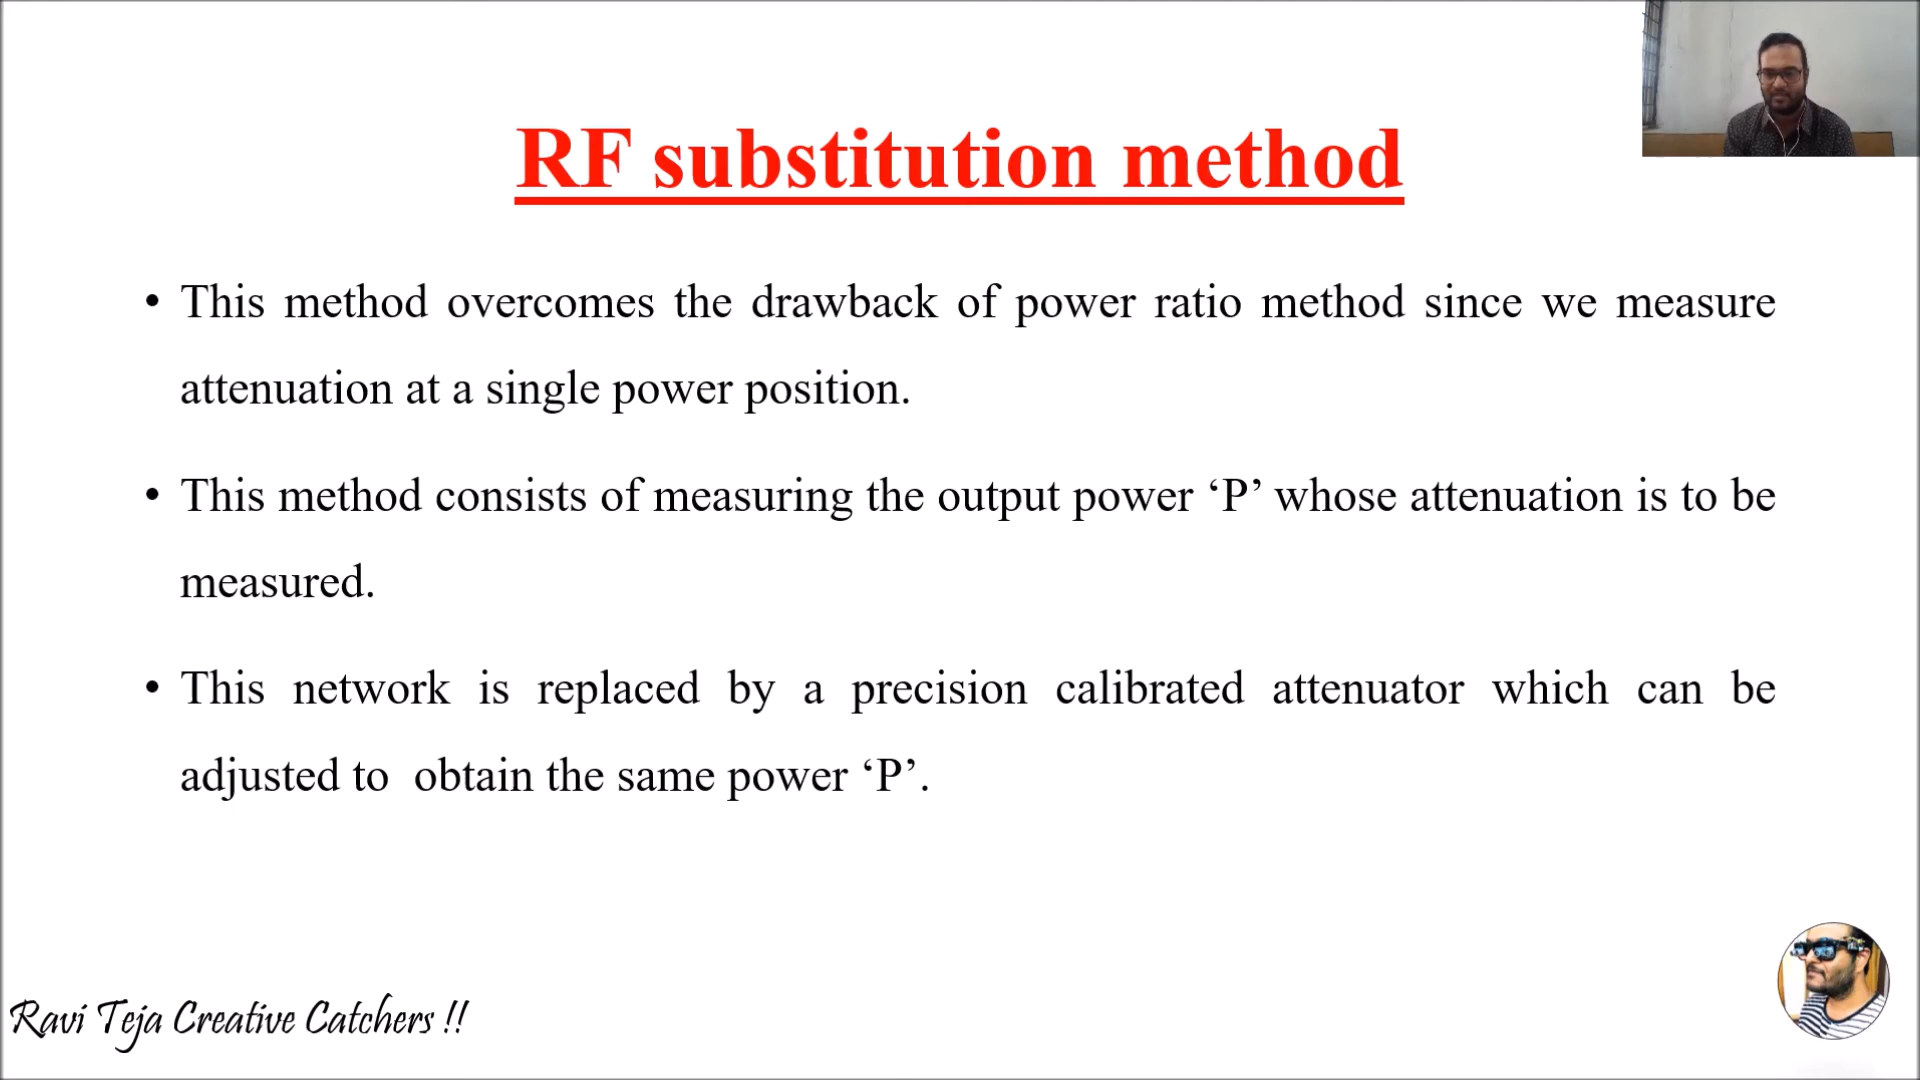 RF substitution method
• This method overcomes the drawback of power ratio method since we measure
attenuation at a single power position.
• This method consists of measuring the output power ‘P’ whose attenuation is to be
measured.
• This network is replaced by a precision calibrated attenuator which can be
adjusted to  obtain the same power ‘P’.
Ravi Teja Creative Catchers !!